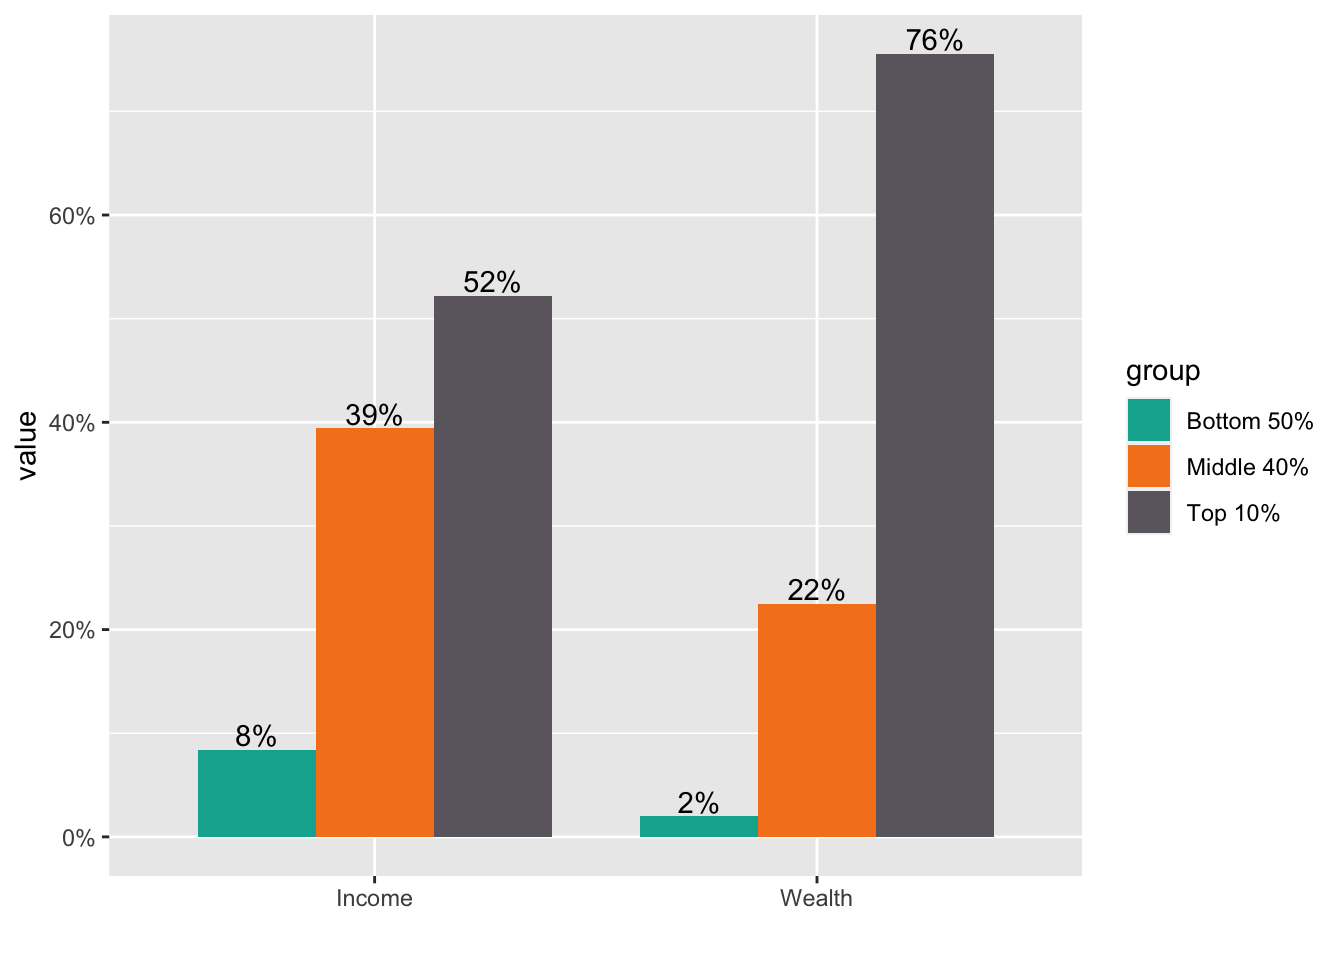 76%
60%
52%
39%
40%
22%
20%
8%
2%
0%
value
Income
Wealth
group
Bottom 50%
Middle 40%
Top 10%